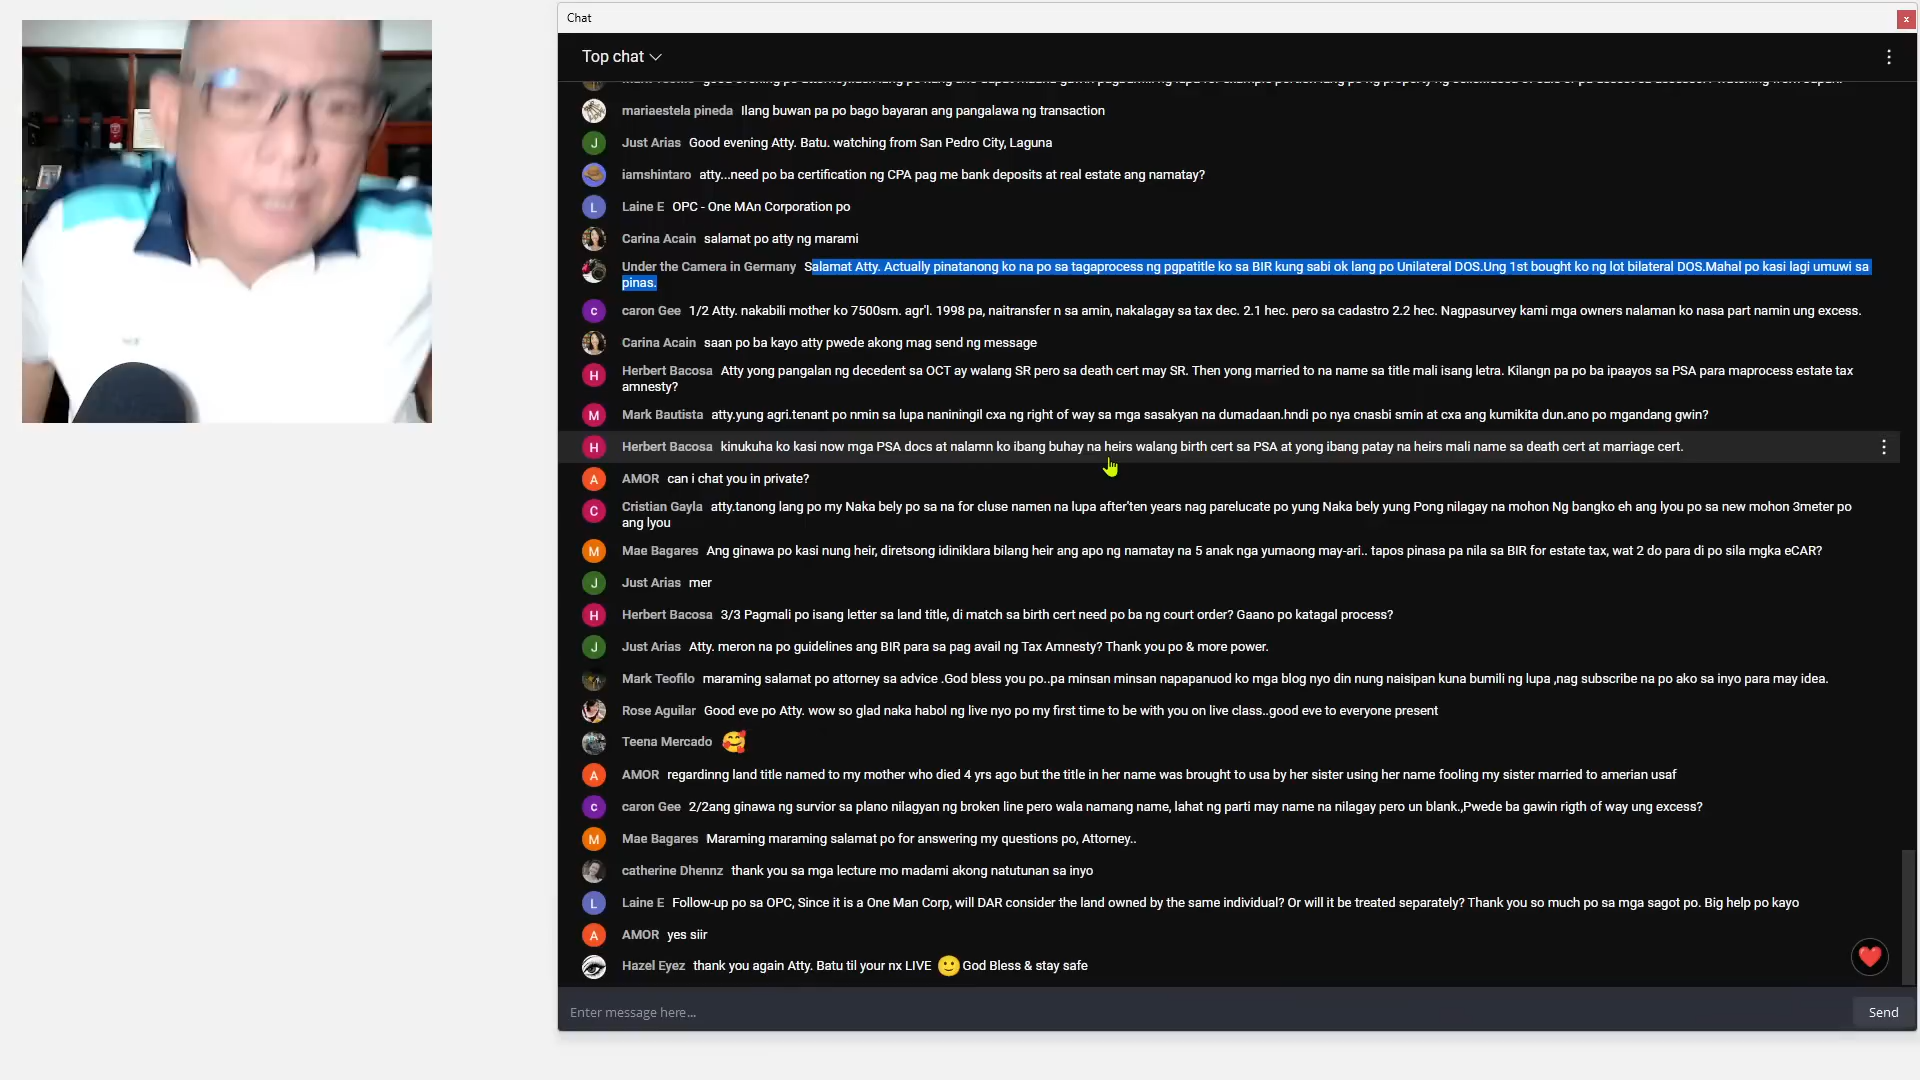 Chat
Top chat
mariaestela pineda Ilang buwan pa po bago bayaran ang pangalawa ng transaction
J Just Arias Good evening Atty. Batu. watching from San Pedro City, Laguna
iamshintaro atty...need po ba certification ng CPA pag me bank deposits at real estate ang namatay?
L Laine E OPC - One MAn Corporation po
Carina Acain salamat po atty ng marami
Under the Camera in Germany Salamat Atty. Actually pinatanong ko na po sa tagaprocess ng pgpatitle ko sa BIR kung sabi ok lang po Unilateral DOS.Ung 1st bought ko ng lot bilateral DOS.Mahal po kasi lagi umuwi sa
pinas.
c caron Gee 1/2 Atty. nakabili mother ko 7500sm. agr'l. 1998 pa, naitransfer n sa amin, nakalagay sa tax dec. 2.1 hec. pero sa cadastro 2.2 hec. Nagpasurvey kami mga owners nalaman ko nasa part namin ung excess.
Carina Acain saan po ba kayo atty pwede akong mag send ng message
H Herbert Bacosa Atty yong pangalan ng decedent sa OCT ay walang SR pero sa death cert may SR. Then yong married to na name sa title mali isang letra. Kilangn pa po ba ipaayos sa PSA para maprocess estate tax
amnesty?
M Mark Bautista atty.yung agri.tenant po nmin sa lupa naniningil cxa ng right of way sa mga sasakyan na dumadaan.hndi po nya cnasbi smin at cxa ang kumikita dun.ano po mgandang gwin?
H Herbert Bacosa kinukuha ko kasi now mga PSA docs at nalamn ko ibang buhay na heirs walang birth cert sa PSA at yong ibang patay na heirs mali name sa death cert at marriage cert.
A AMOR can i chat you in private?
C Cristian Gayla atty.tanong lang po my Naka bely po sa na for cluse namen na lupa after'ten years nag parelucate po yung Naka bely yung Pong nilagay na mohon Ng bangko eh ang lyou po sa new mohon 3meter po
ang lyou
M Mae Bagares Ang ginawa po kasi nung heir, diretsong idiniklara bilang heir ang apo ng namatay na 5 anak nga yumaong may-ari.. tapos pinasa pa nila sa BIR for estate tax, wat 2 do para di po sila mgka eCAR?
J Just Arias mer
H Herbert Bacosa 3/3 Pagmali po isang letter sa land title, di match sa birth cert need po ba ng court order? Gaano po katagal process?
J Just Arias Atty. meron na po guidelines ang BIR para sa pag avail ng Tax Amnesty? Thank you po & more power.
Mark Teofilo maraming salamat po attorney sa advice .God bless you po..pa minsan minsan napapanuod ko mga blog nyo din nung naisipan kuna bumili ng lupa ,nag subscribe na po ako sa inyo para may idea.
Rose Aguilar Good eve po Atty. wow so glad naka habol ng live nyo po my first time to be with you on live class..good eve to everyone present
Teena Mercado 🥰
A AMOR regardinng land title named to my mother who died 4 yrs ago but the title in her name was brought to usa by her sister using her name fooling my sister married to amerian usaf
c caron Gee 2/2ang ginawa ng survior sa plano nilagyan ng broken line pero wala namang name, lahat ng parti may name na nilagay pero un blank.,Pwede ba gawin rigth of way ung excess?
M Mae Bagares Maraming maraming salamat po for answering my questions po, Attorney..
catherine Dhennz thank you sa mga lecture mo madami akong natutunan sa inyo
L Laine E Follow-up po sa OPC, Since it is a One Man Corp, will DAR consider the land owned by the same individual? Or will it be treated separately? Thank you so much po sa mga sagot po. Big help po kayo
A AMOR yes siir
Hazel Eyez thank you again Atty. Batu til your nx LIVE 🙂 God Bless & stay safe
Enter message here...
Send